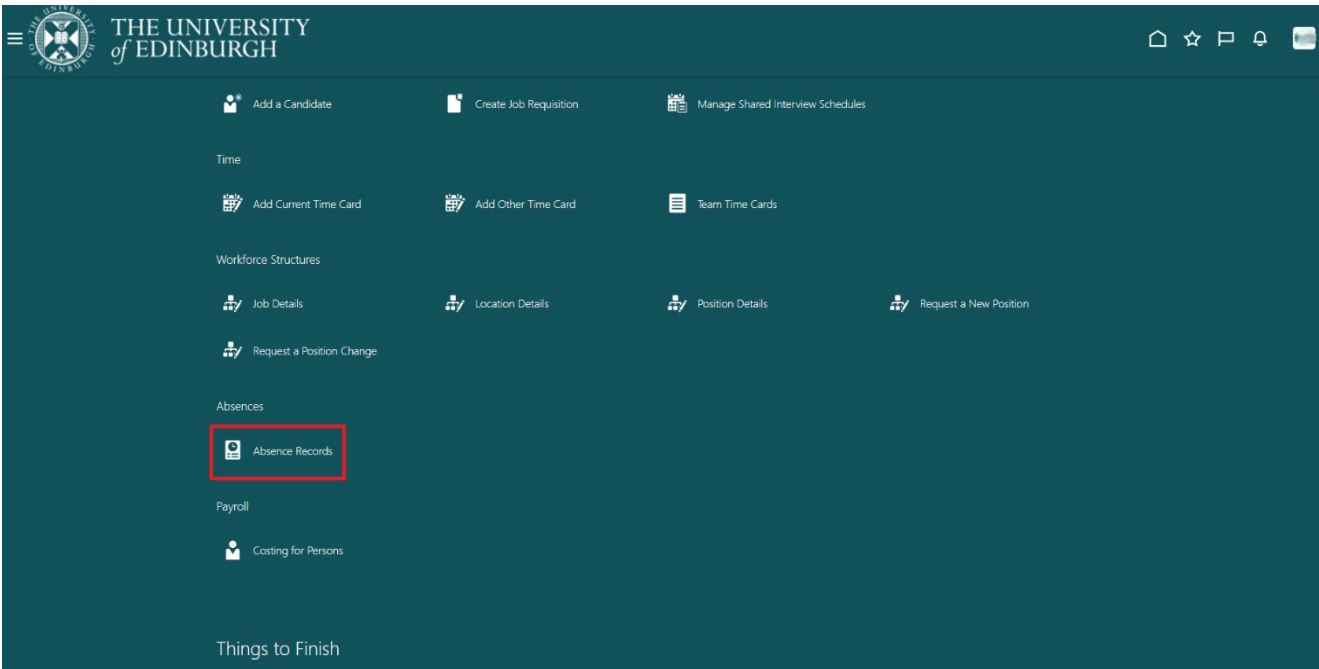 THE UNIVERSITY
of EDINBURGH
Add a Candidate
Create Job Requisition
Manage Shared Interview Schedules
Time
Add Current Time Card
Add Other Time Card
Team Time Cards
Workforce Structures
Job Details
Location Details
Position Details
Request a New Position
Request a Position Change
Absences
Absence Records
Payroll
Costing for Persons
Things to Finish